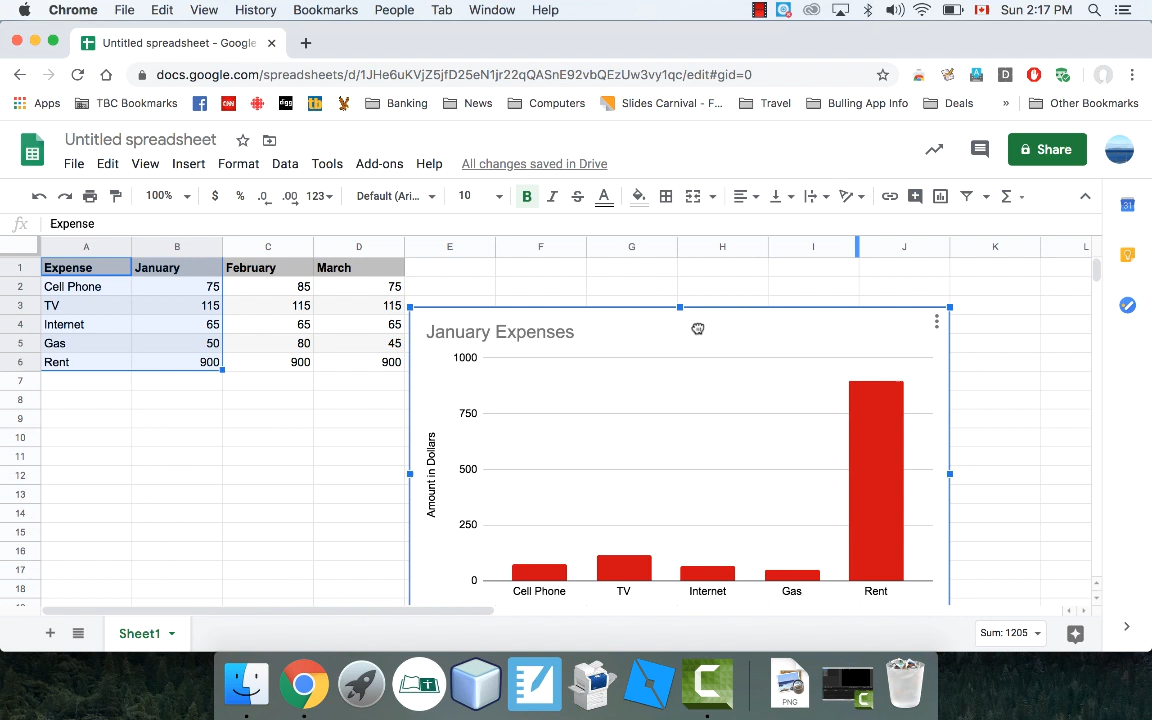 Chrome File Edit View History Bookmarks People Tab Window Help Sun 2:17 PM
Untitled spreadsheet - Google
docs.google.com/spreadsheets/d/1JHe6uKVjZ5jfD25eN1jr22qQASnE92vbQEzUw3vy1qc/edit#gid=0
Apps TBC Bookmarks CNN digg tb Banking News Computers Slides Carnival - F... Travel Bulling App Info Deals » Other Bookmarks
Untitled spreadsheet
File Edit View Insert Format Data Tools Add-ons Help All changes saved in Drive
Share
100% $ % .0 .00 123 Default (Ari... 10 B I S A
fx Expense
A B C D E F G H I J K L
1 Expense January February March
2 Cell Phone 75 85 75
3 TV 115 115 115
4 Internet 65 65 65
5 Gas 50 80 45
6 Rent 900 900 900
7
8
9
10
11
12
13
14
15
16
17
18
January Expenses
1000
750
500
250
0
Amount in Dollars
Cell Phone TV Internet Gas Rent
Sheet1
Sum: 1205
31
PNG